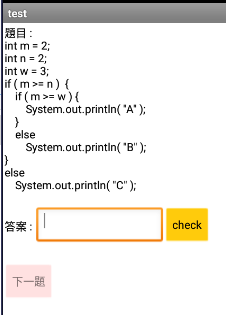 test
題目 :
int m = 2;
int n = 2;
int w = 3;
if ( m >= n )  {
    if ( m >= w ) {
        System.out.println( "A" );
    }
    else
        System.out.println( "B" );
}
else
    System.out.println( "C" );
答案 : check
下一題